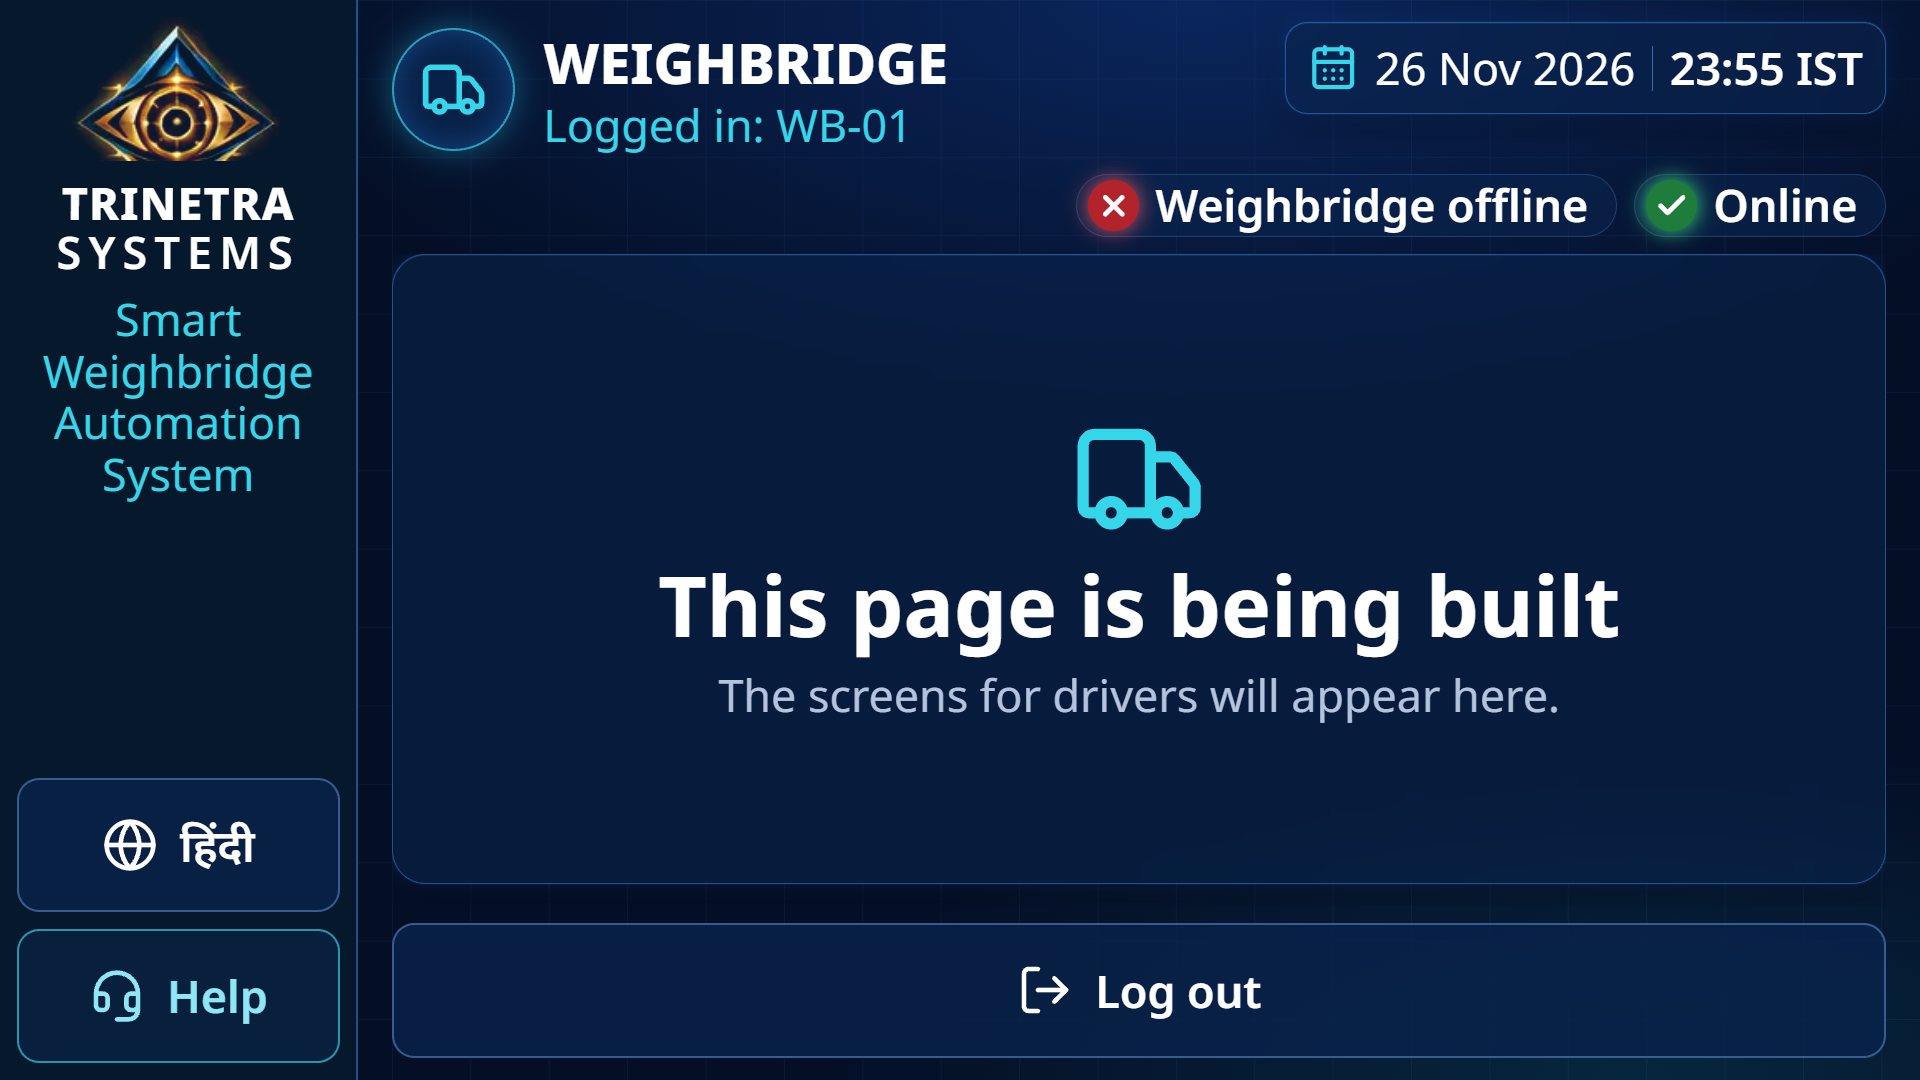 TRINETRA
SYSTEMS
Smart
Weighbridge
Automation
System
हिंदी
Help
WEIGHBRIDGE
Logged in: WB-01
26 Nov 2026 23:55 IST
Weighbridge offline
Online
This page is being built
The screens for drivers will appear here.
Log out